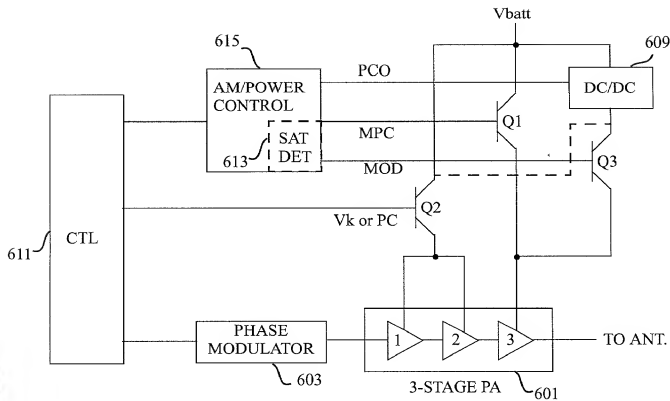 Vbatt
615
609
PCO
AM/POWER
CONTROL
DC/DC
Q1
613
SAT
DET
MPC
Q3
MOD
Q2
611
CTL
Vk or PC
PHASE
MODULATOR
1
2
3
TO ANT.
603
3-STAGE PA
601